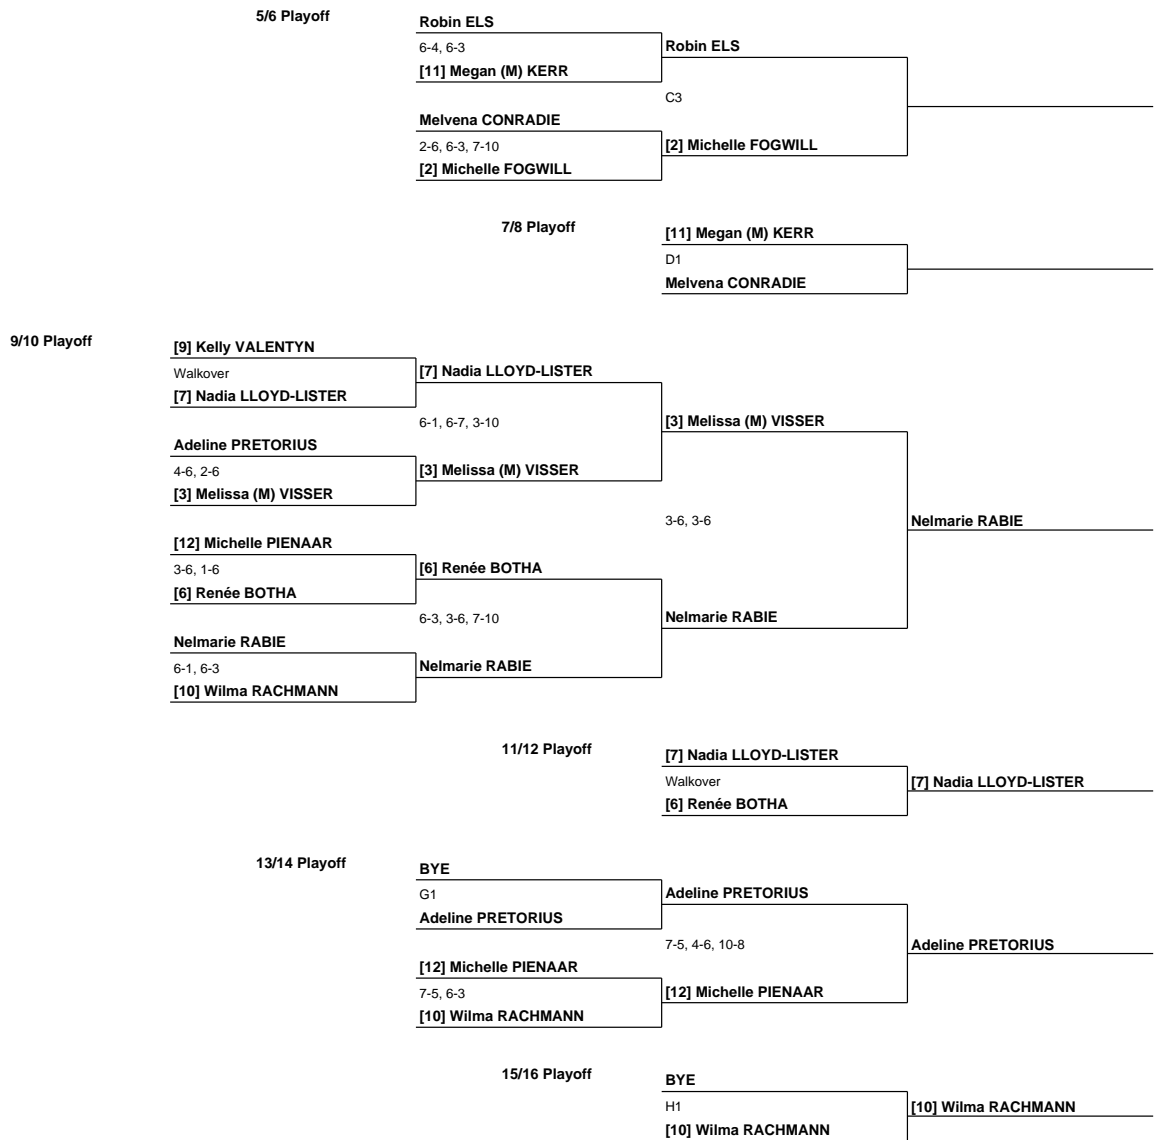 5/6 Playoff
Robin ELS
6-4, 6-3
Robin ELS
[11] Megan (M) KERR
C3
Melvena CONRADIE
2-6, 6-3, 7-10
[2] Michelle FOGWILL
[2] Michelle FOGWILL
7/8 Playoff
[11] Megan (M) KERR
D1
Melvena CONRADIE
9/10 Playoff
[9] Kelly VALENTYN
Walkover
[7] Nadia LLOYD-LISTER
[7] Nadia LLOYD-LISTER
6-1, 6-7, 3-10
[3] Melissa (M) VISSER
Adeline PRETORIUS
4-6, 2-6
[3] Melissa (M) VISSER
[3] Melissa (M) VISSER
3-6, 3-6
Nelmarie RABIE
[12] Michelle PIENAAR
3-6, 1-6
[6] Renée BOTHA
[6] Renée BOTHA
6-3, 3-6, 7-10
Nelmarie RABIE
Nelmarie RABIE
6-1, 6-3
Nelmarie RABIE
[10] Wilma RACHMANN
11/12 Playoff
[7] Nadia LLOYD-LISTER
Walkover
[7] Nadia LLOYD-LISTER
[6] Renée BOTHA
13/14 Playoff
BYE
G1
Adeline PRETORIUS
Adeline PRETORIUS
7-5, 4-6, 10-8
Adeline PRETORIUS
[12] Michelle PIENAAR
7-5, 6-3
[12] Michelle PIENAAR
[10] Wilma RACHMANN
15/16 Playoff
BYE
H1
[10] Wilma RACHMANN
[10] Wilma RACHMANN